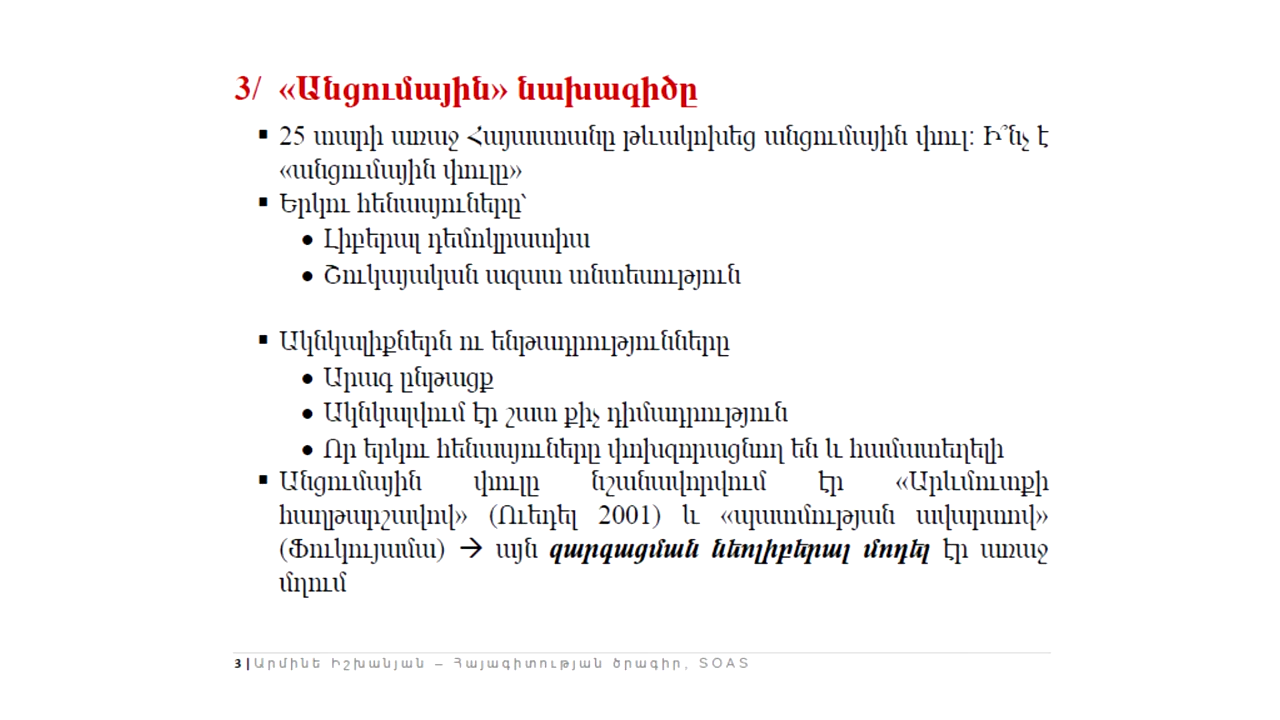 3/ «Անցումային» նախագիծը
▪ 25 տարի առաջ Հայաստանը թևակոխեց անցումային փուլ: Ի՞նչ է
«անցումային փուլը»
▪ Երկու հենասյուները՝
● Լիբերալ դեմոկրատիա
● Շուկայական ազատ տնտեսություն
▪ Ակնկալիքներն ու ենթադրությունները
● Արագ ընթացք
● Ակնկալվում էր շատ քիչ դիմադրություն
● Որ երկու հենասյուները փոխզորացնող են և համատեղելի
▪ Անցումային փուլը նշանավորվում էր «Արևմուտքի
հաղթարշավով» (Ուեդել 2001) և «պատմության ավարտով»
(Ֆուկույամա) → այն զարգացման նեոլիբերալ մոդել էր առաջ
մղում
3 | Արմինե Իշխանյան – Հայագիտության ծրագիր, SOAS